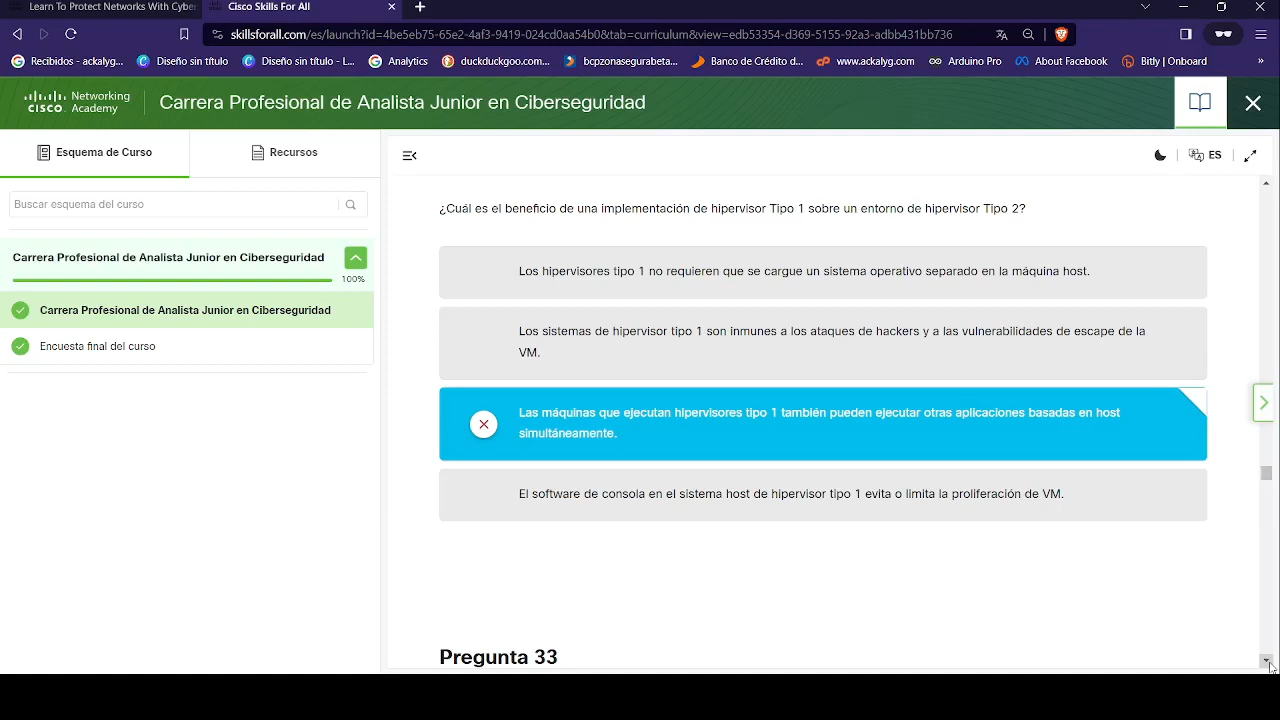 Learn To Protect Networks With Cyber
Cisco Skills For All
skillsforall.com/es/launch?id=4be5eb75-65e2-4af3-9419-024cd0aa54b0&tab=curriculum&view=edb53354-d369-5155-92a3-adbb431bb736
Recibidos - ackalyg...
Diseño sin título
Diseño sin título - L...
Analytics
duckduckgoo.com...
bcpzonasegurabeta...
Banco de Crédito d...
www.ackalyg.com
Arduino Pro
About Facebook
Bitly | Onboard
»
CISCO Networking Academy
Carrera Profesional de Analista Junior en Ciberseguridad
Esquema de Curso
Recursos
ES
Buscar esquema del curso
Carrera Profesional de Analista Junior en Ciberseguridad
100%
Carrera Profesional de Analista Junior en Ciberseguridad
Encuesta final del curso
¿Cuál es el beneficio de una implementación de hipervisor Tipo 1 sobre un entorno de hipervisor Tipo 2?
Los hipervisores tipo 1 no requieren que se cargue un sistema operativo separado en la máquina host.
Los sistemas de hipervisor tipo 1 son inmunes a los ataques de hackers y a las vulnerabilidades de escape de la
VM.
Las máquinas que ejecutan hipervisores tipo 1 también pueden ejecutar otras aplicaciones basadas en host
simultáneamente.
El software de consola en el sistema host de hipervisor tipo 1 evita o limita la proliferación de VM.
Pregunta 33